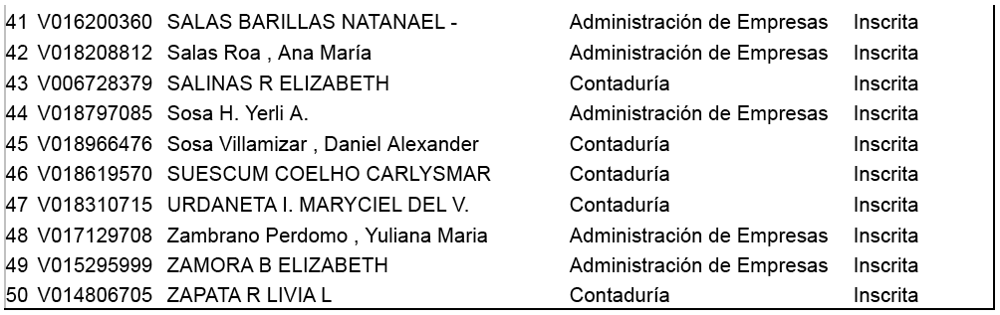 41 V016200360 SALAS BARILLAS NATANAEL - Administración de Empresas Inscrita
42 V018208812 Salas Roa , Ana María Administración de Empresas Inscrita
43 V006728379 SALINAS R ELIZABETH Contaduría Inscrita
44 V018797085 Sosa H. Yerli A. Administración de Empresas Inscrita
45 V018966476 Sosa Villamizar , Daniel Alexander Contaduría Inscrita
46 V018619570 SUESCUM COELHO CARLYSMAR Contaduría Inscrita
47 V018310715 URDANETA I. MARYCIEL DEL V. Contaduría Inscrita
48 V017129708 Zambrano Perdomo , Yuliana Maria Administración de Empresas Inscrita
49 V015295999 ZAMORA B ELIZABETH Administración de Empresas Inscrita
50 V014806705 ZAPATA R LIVIA L Contaduría Inscrita